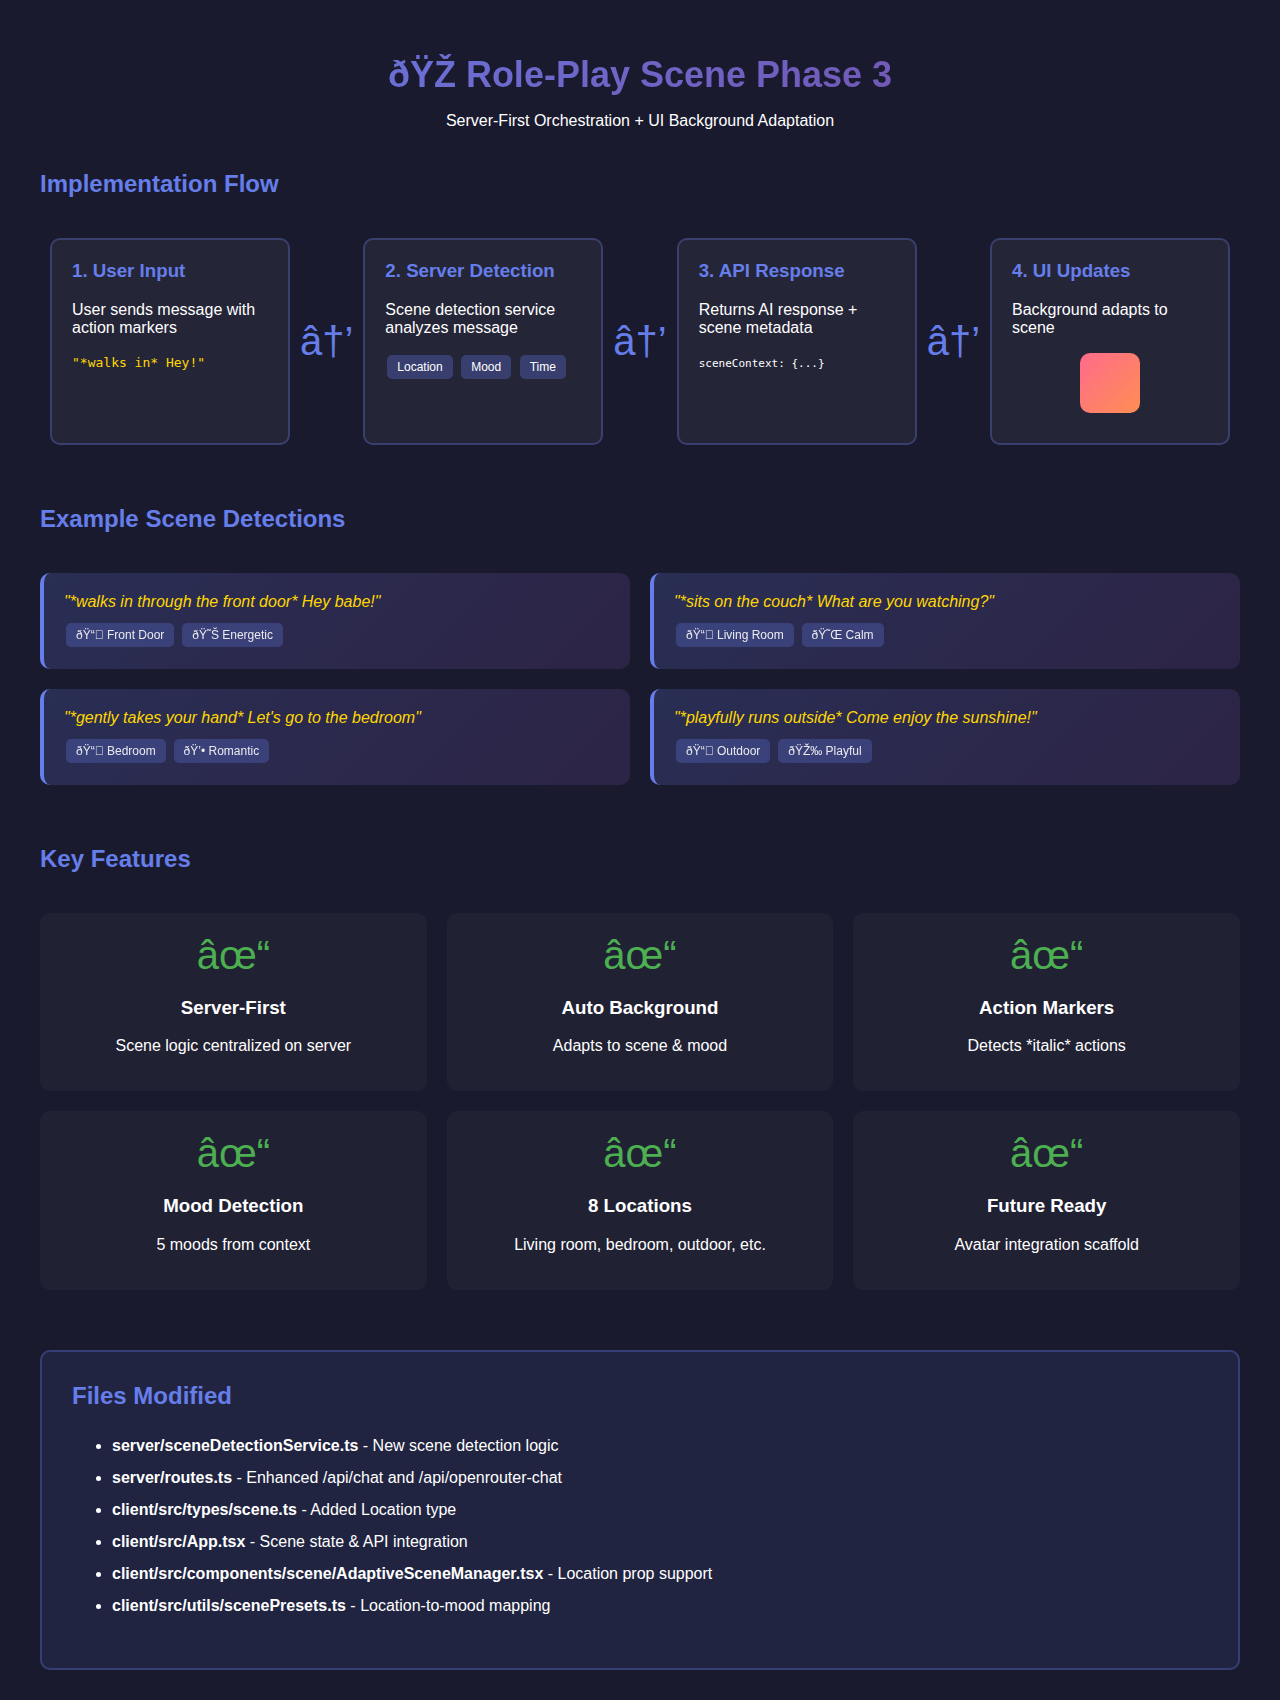 ðŸŽ Role-Play Scene Phase 3
Server-First Orchestration + UI Background Adaptation
Implementation Flow
1. User Input
User sends message with
action markers
"*walks in* Hey!"
â†’
2. Server Detection
Scene detection service
analyzes message
Location Mood Time
â†’
3. API Response
Returns AI response +
scene metadata
sceneContext: {...}
â†’
4. UI Updates
Background adapts to
scene
Example Scene Detections
"*walks in through the front door* Hey babe!"
ðŸ“ Front Door ðŸ˜Š Energetic
"*sits on the couch* What are you watching?"
ðŸ“ Living Room ðŸ˜Œ Calm
"*gently takes your hand* Let's go to the bedroom"
ðŸ“ Bedroom ðŸ’• Romantic
"*playfully runs outside* Come enjoy the sunshine!"
ðŸ“ Outdoor ðŸŽ‰ Playful
Key Features
âœ“
Server-First
Scene logic centralized on server
âœ“
Auto Background
Adapts to scene & mood
âœ“
Action Markers
Detects *italic* actions
âœ“
Mood Detection
5 moods from context
âœ“
8 Locations
Living room, bedroom, outdoor, etc.
âœ“
Future Ready
Avatar integration scaffold
Files Modified
• server/sceneDetectionService.ts - New scene detection logic
• server/routes.ts - Enhanced /api/chat and /api/openrouter-chat
• client/src/types/scene.ts - Added Location type
• client/src/App.tsx - Scene state & API integration
• client/src/components/scene/AdaptiveSceneManager.tsx - Location prop support
• client/src/utils/scenePresets.ts - Location-to-mood mapping